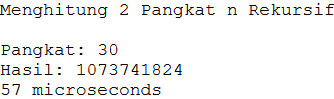 Menghitung 2 Pangkat n Rekursif
Pangkat: 30
Hasil: 1073741824
57 microseconds